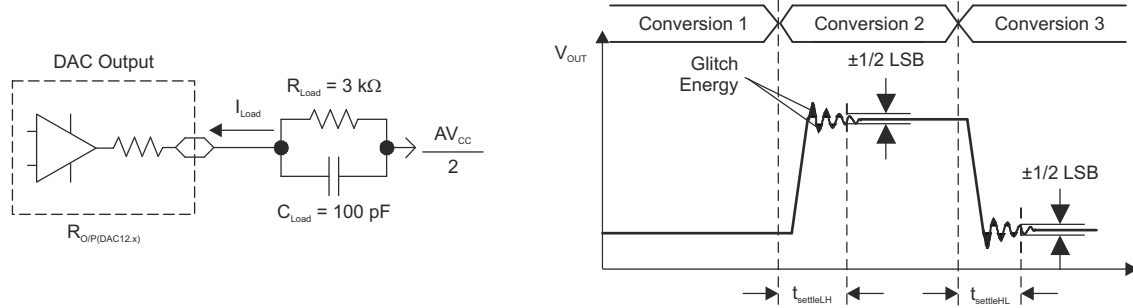 DAC Output
R_Load = 3 kΩ
I_Load
AV_CC
2
C_Load = 100 pF
R_O/P(DAC12.x)
Conversion 1
Conversion 2
Conversion 3
V_OUT
Glitch
Energy
±1/2 LSB
±1/2 LSB
t_settleLH
t_settleHL